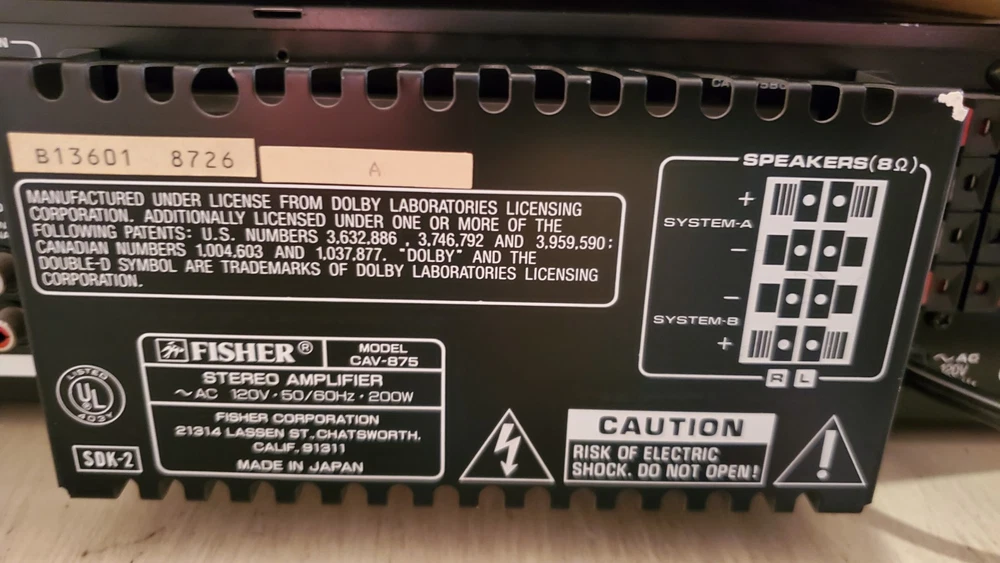 B13601 8726
A
MANUFACTURED UNDER LICENSE FROM DOLBY LABORATORIES LICENSING
CORPORATION. ADDITIONALLY LICENSED UNDER ONE OR MORE OF THE
FOLLOWING PATENTS: U.S. NUMBERS 3,632,886 , 3,746,792 AND 3,959,590 ;
CANADIAN NUMBERS 1,004,603 AND 1,037,877. "DOLBY" AND THE
DOUBLE-D SYMBOL ARE TRADEMARKS OF DOLBY LABORATORIES LICENSING
CORPORATION.
SPEAKERS(8Ω)
+
SYSTEM-A
−
−
SYSTEM-B
+
R L
LISTED
UL
403Y
SDK-2
FISHER®
MODEL
CAV-875
STEREO AMPLIFIER
~AC 120V·50/60Hz·200W
FISHER CORPORATION
21314 LASSEN ST., CHATSWORTH,
CALIF. 91311
MADE IN JAPAN
CAUTION
RISK OF ELECTRIC
SHOCK. DO NOT OPEN!
!
~AC
120V